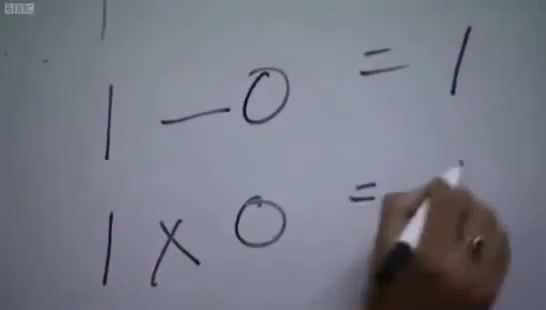 BBC
1 — 0 = 1
1 x 0 =